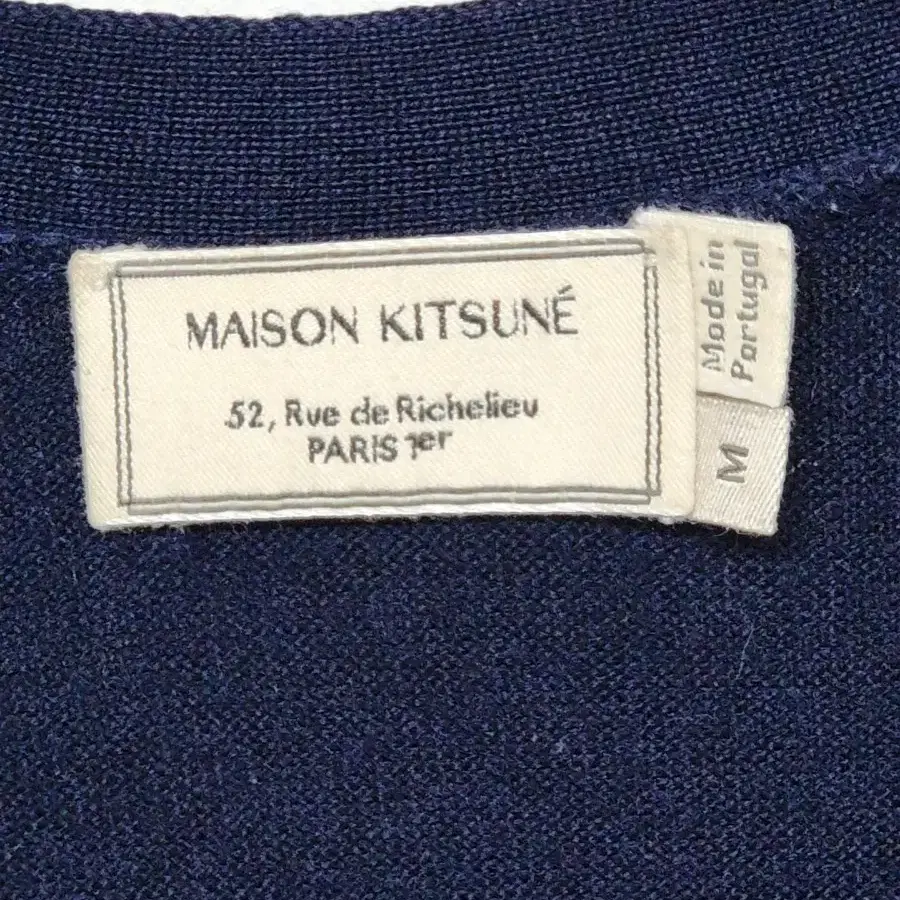 MAISON KITSUNÉ
52, Rue de Richelieu
PARIS 1er
Made in
Portugal
M